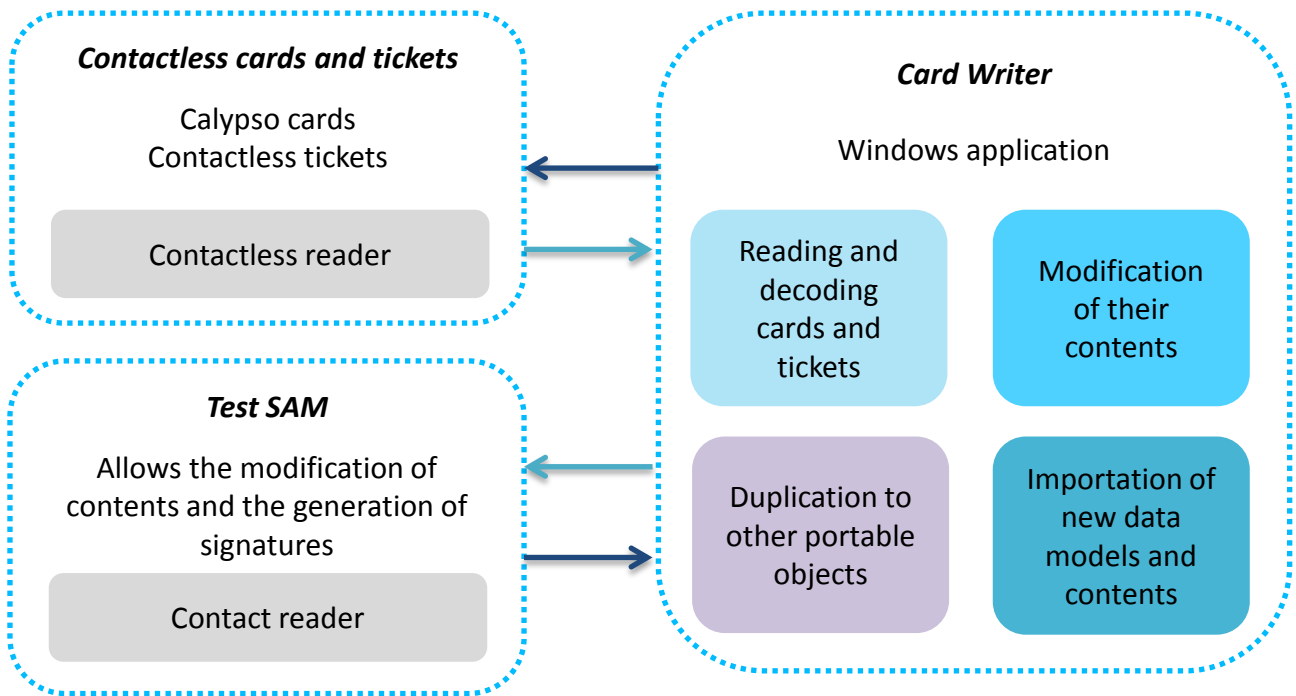 Contactless cards and tickets
Calypso cards
Contactless tickets
Contactless reader
Test SAM
Allows the modification of
contents and the generation of
signatures
Contact reader
Card Writer
Windows application
Reading and
decoding
cards and
tickets
Modification
of their
contents
Duplication to
other portable
objects
Importation of
new data
models and
contents